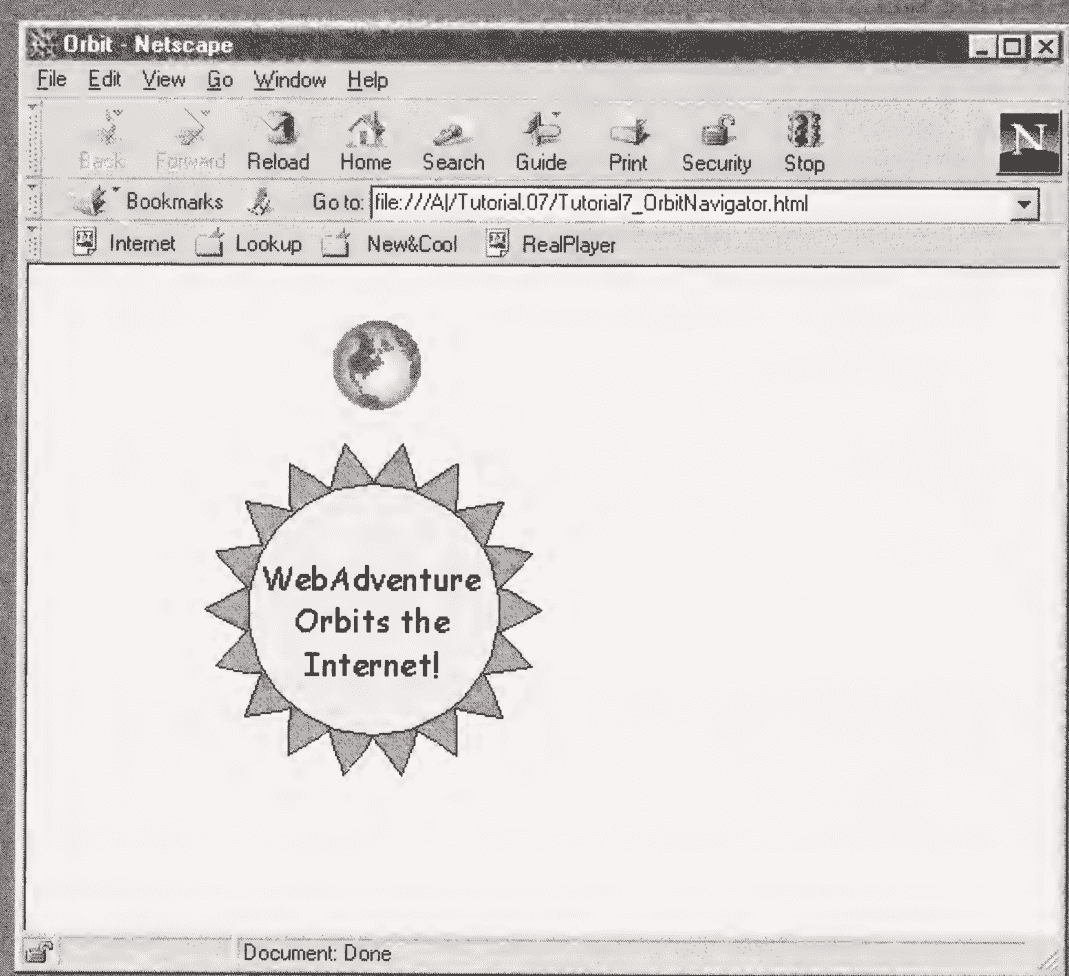 Orbit - Netscape
File Edit View Go Window Help
Back Forward Reload Home Search Guide Print Security Stop
N
Bookmarks Go to: file:///A|/Tutorial.07/Tutorial7_OrbitNavigator.html
Internet Lookup New&Cool RealPlayer
WebAdventure
Orbits the
Internet!
Document: Done